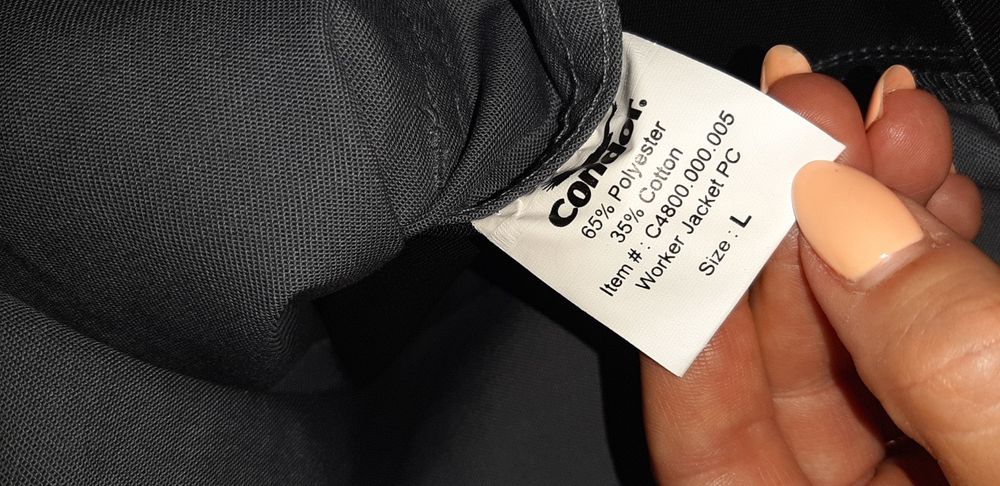 condor®
65% Polyester
35% Cotton
Item # : C4800.000.005
Worker Jacket PC
Size : L